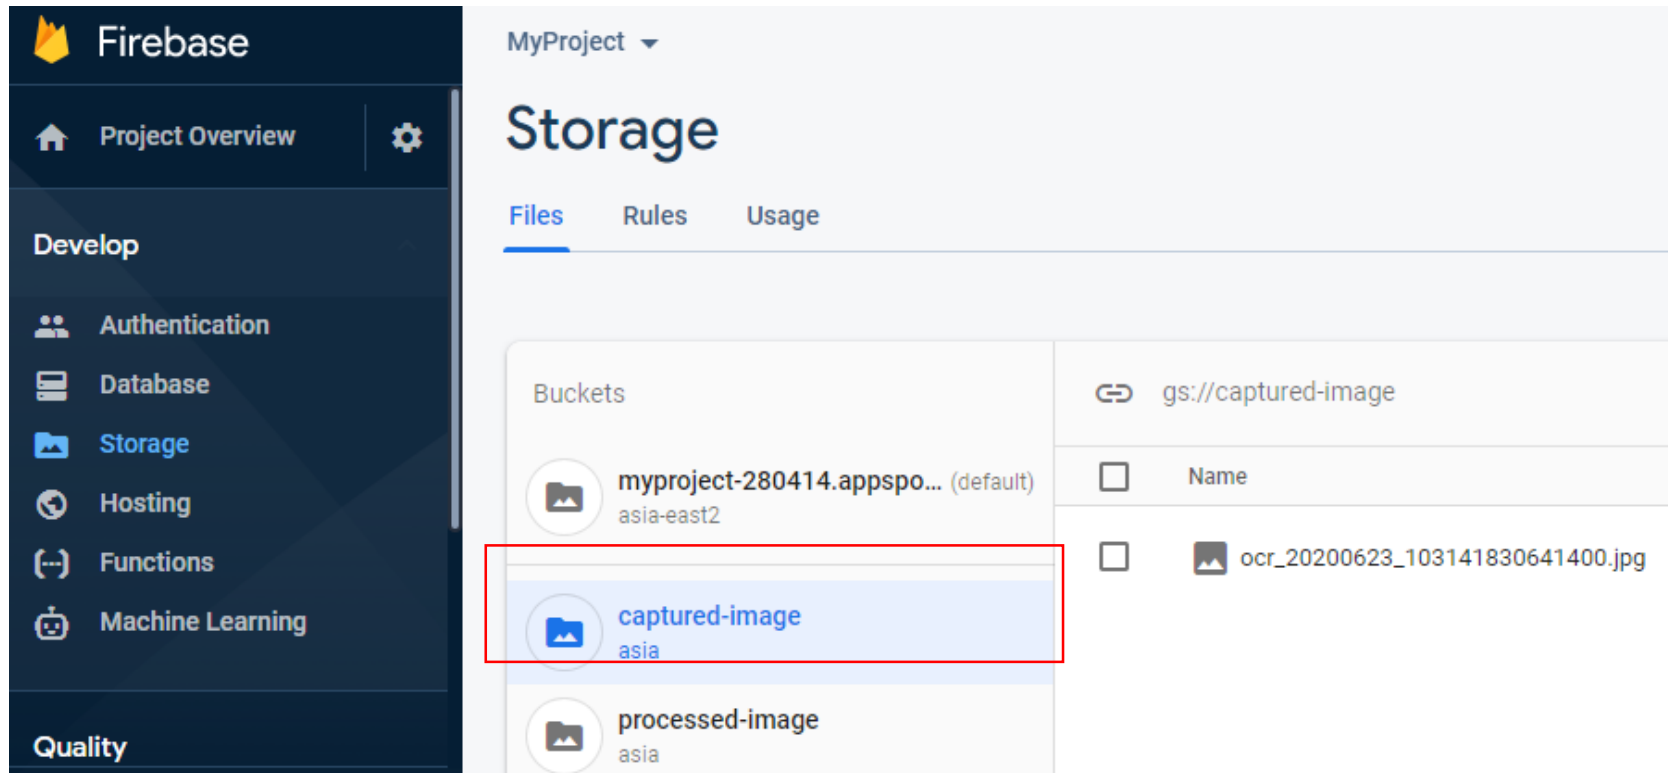 Firebase
Project Overview
Develop
Authentication
Database
Storage
Hosting
Functions
Machine Learning
Quality
MyProject
Storage
Files Rules Usage
Buckets
myproject-280414.appspo... (default)
asia-east2
captured-image
asia
processed-image
asia
gs://captured-image
Name
ocr_20200623_103141830641400.jpg